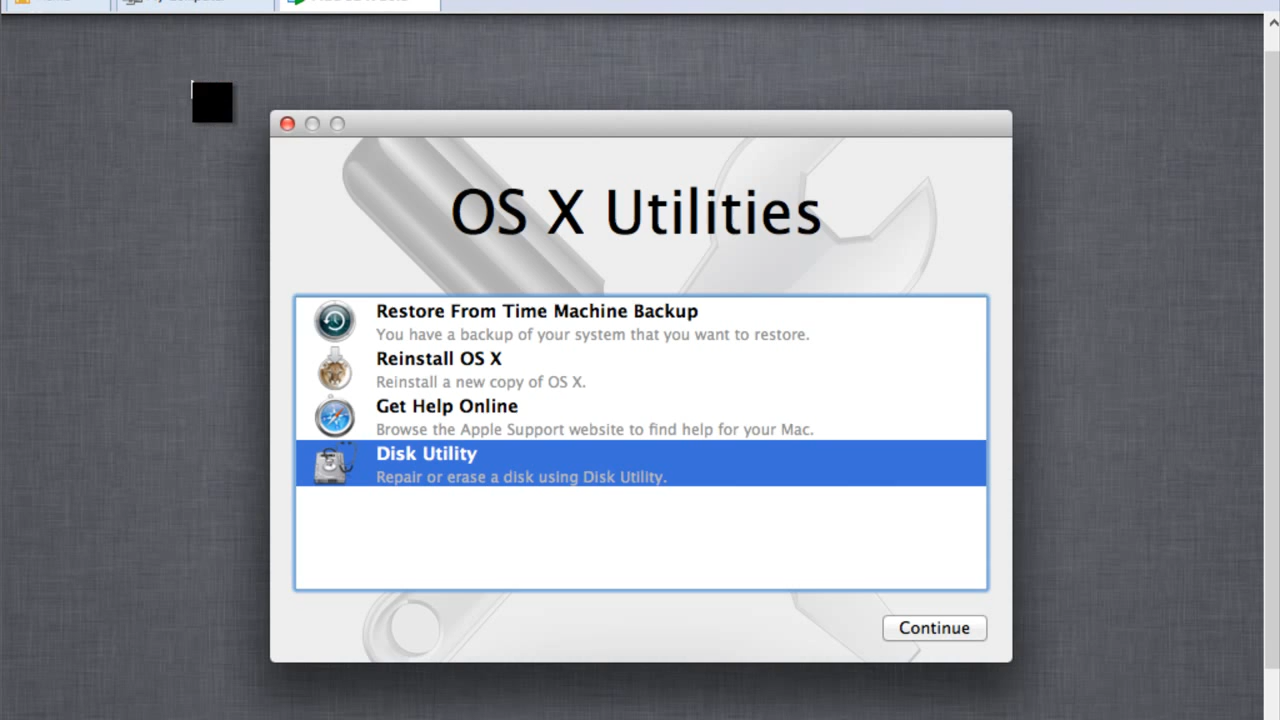 OS X Utilities
Restore From Time Machine Backup
You have a backup of your system that you want to restore.
Reinstall OS X
Reinstall a new copy of OS X.
Get Help Online
Browse the Apple Support website to find help for your Mac.
Disk Utility
Repair or erase a disk using Disk Utility.
Continue